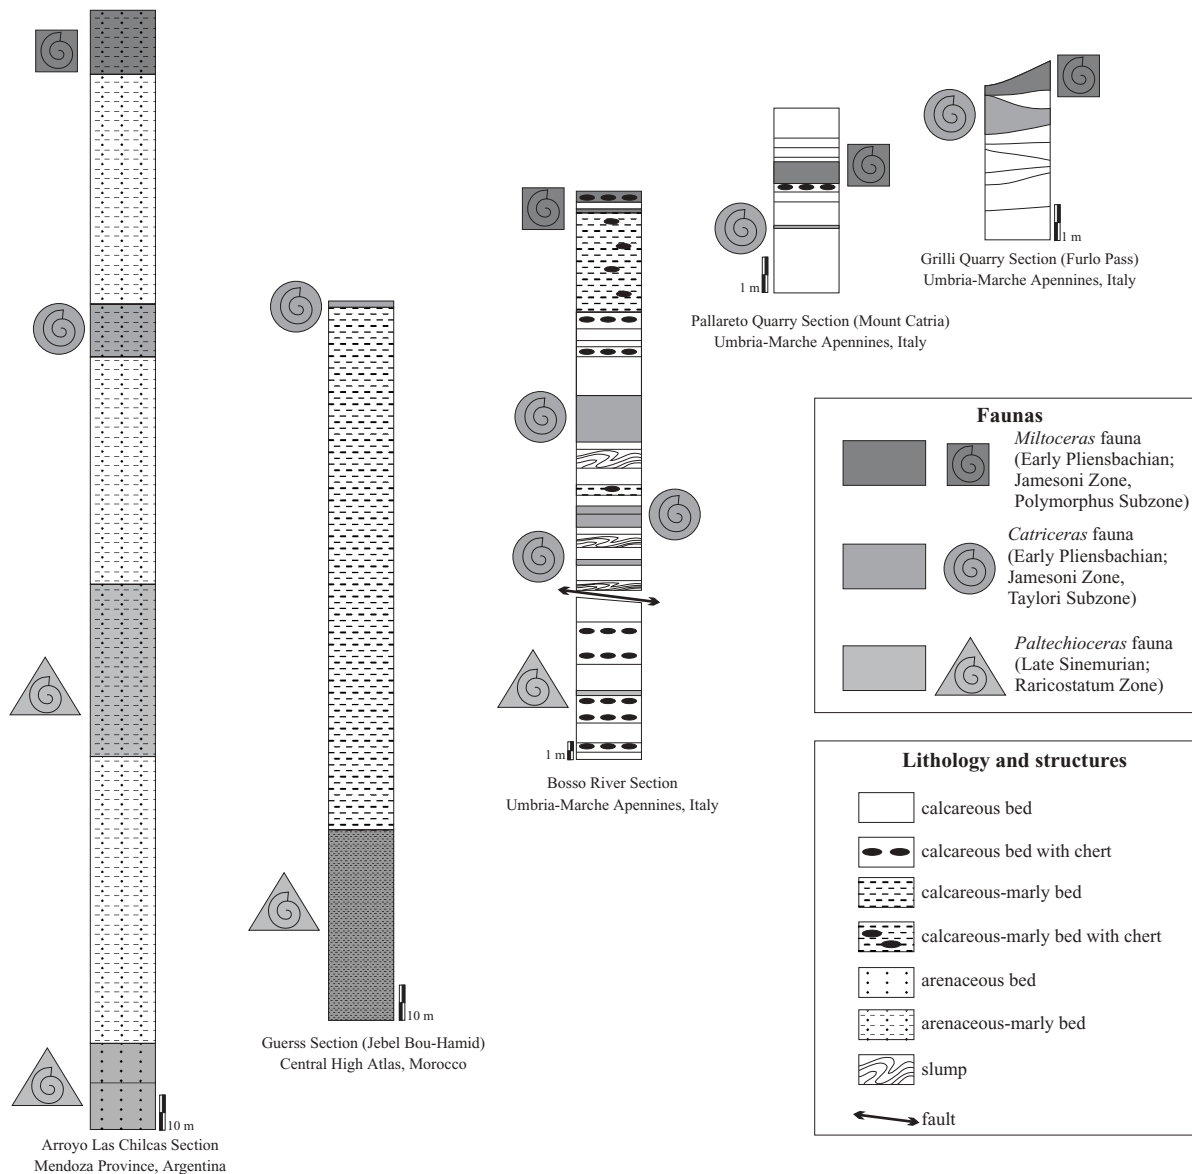 1 m
Grilli Quarry Section (Furlo Pass)
Umbria-Marche Apennines, Italy
1 m
Pallareto Quarry Section (Mount Catria)
Umbria-Marche Apennines, Italy
1 m
Bosso River Section
Umbria-Marche Apennines, Italy
10 m
Guerss Section (Jebel Bou-Hamid)
Central High Atlas, Morocco
10 m
Arroyo Las Chilcas Section
Mendoza Province, Argentina
Faunas
Miltoceras fauna
(Early Pliensbachian;
Jamesoni Zone,
Polymorphus Subzone)
Catriceras fauna
(Early Pliensbachian;
Jamesoni Zone,
Taylori Subzone)
Paltechioceras fauna
(Late Sinemurian;
Raricostatum Zone)
Lithology and structures
calcareous bed
calcareous bed with chert
calcareous-marly bed
calcareous-marly bed with chert
arenaceous bed
arenaceous-marly bed
slump
fault